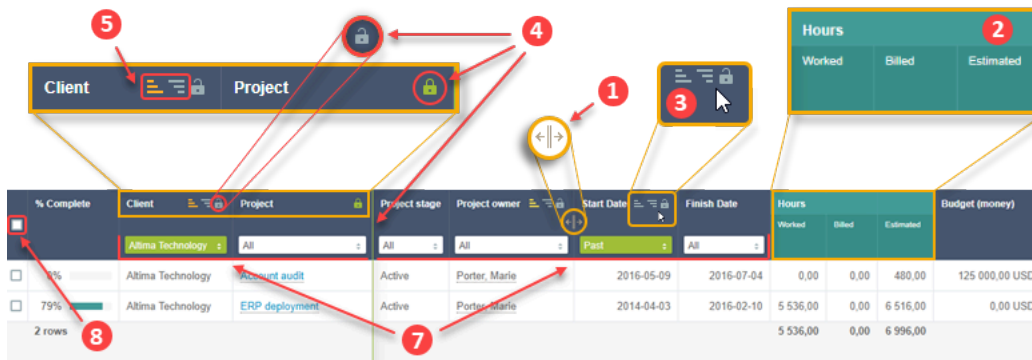 5
4
2
Hours
Worked Billed Estimated
Client Project
3
1
% Complete Client Project Project stage Project owner Start Date Finish Date Hours Budget (money)
Worked Billed Estimated
Altima Technology All All All Past All
0% Altima Technology Account audit Active Porter, Marie 2016-05-09 2016-07-04 0,00 0,00 480,00 125 000,00 USD
79% Altima Technology ERP deployment Active Porter, Marie 2014-04-03 2016-02-10 5 536,00 0,00 6 516,00 0,00 USD
2 rows 5 536,00 0,00 6 996,00
8
7